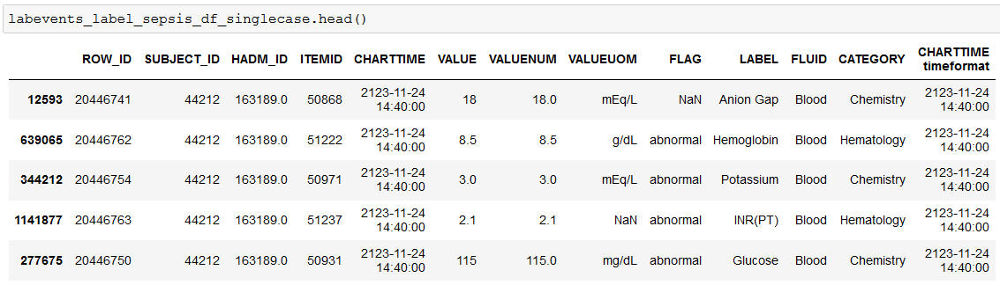 labevents_label_sepsis_df_singlecase.head()
ROW_ID SUBJECT_ID HADM_ID ITEMID CHARTTIME VALUE VALUENUM VALUEUOM FLAG LABEL FLUID CATEGORY CHARTTIME timeformat
12593 20446741 44212 163189.0 50868 2123-11-24 14:40:00 18 18.0 mEq/L NaN Anion Gap Blood Chemistry 2123-11-24 14:40:00
639065 20446762 44212 163189.0 51222 2123-11-24 14:40:00 8.5 8.5 g/dL abnormal Hemoglobin Blood Hematology 2123-11-24 14:40:00
344212 20446754 44212 163189.0 50971 2123-11-24 14:40:00 3.0 3.0 mEq/L abnormal Potassium Blood Chemistry 2123-11-24 14:40:00
1141877 20446763 44212 163189.0 51237 2123-11-24 14:40:00 2.1 2.1 NaN abnormal INR(PT) Blood Hematology 2123-11-24 14:40:00
277675 20446750 44212 163189.0 50931 2123-11-24 14:40:00 115 115.0 mg/dL abnormal Glucose Blood Chemistry 2123-11-24 14:40:00